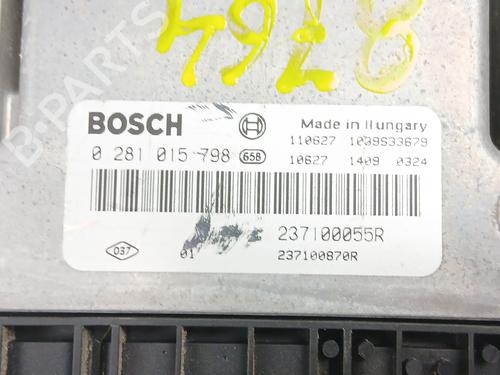 8764
BOSCH
Made in Hungary
110627 1039S33679
0 281 015 798 658
10627 1409 0324
237100055R
037
01
237100870R
B-PARTS